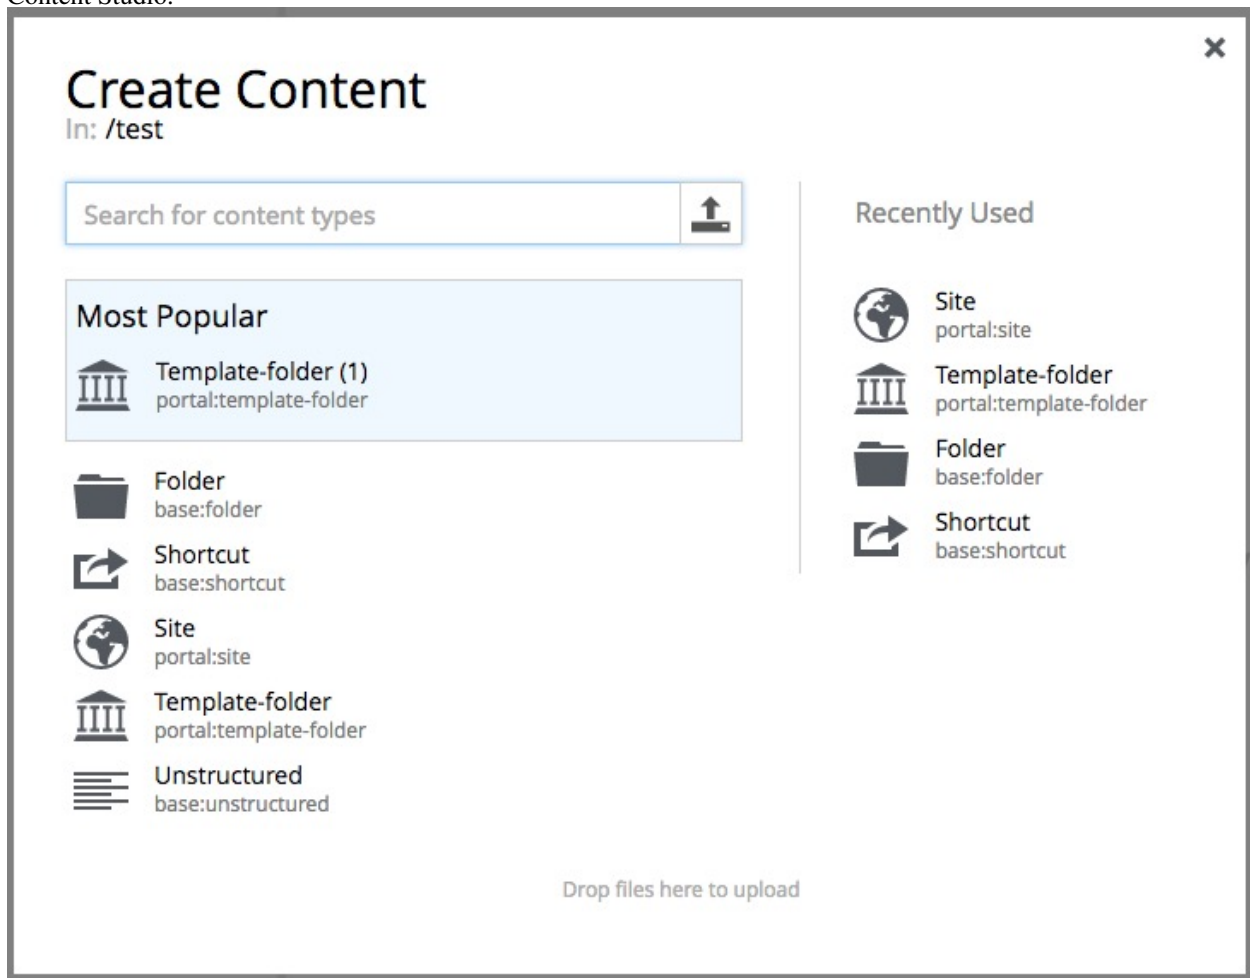 Content Studio.
Create Content
In: /test
Search for content types
Most Popular
Template-folder (1)
portal:template-folder
Folder
base:folder
Shortcut
base:shortcut
Site
portal:site
Template-folder
portal:template-folder
Unstructured
base:unstructured
Recently Used
Site
portal:site
Template-folder
portal:template-folder
Folder
base:folder
Shortcut
base:shortcut
Drop files here to upload